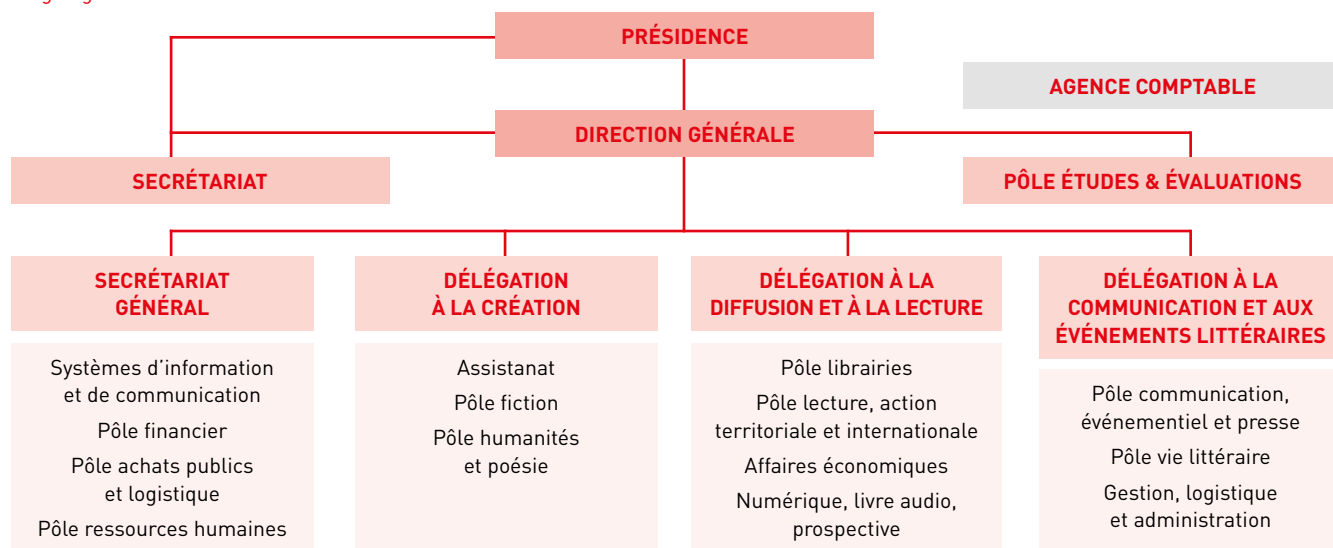 PRÉSIDENCE
AGENCE COMPTABLE
DIRECTION GÉNÉRALE
SECRÉTARIAT
PÔLE ÉTUDES & ÉVALUATIONS
SECRÉTARIAT
GÉNÉRAL
Systèmes d’information
et de communication
Pôle financier
Pôle achats publics
et logistique
Pôle ressources humaines
DÉLÉGATION
À LA CRÉATION
Assistanat
Pôle fiction
Pôle humanités
et poésie
DÉLÉGATION À LA
DIFFUSION ET À LA LECTURE
Pôle librairies
Pôle lecture, action
territoriale et internationale
Affaires économiques
Numérique, livre audio,
prospective
DÉLÉGATION À LA
COMMUNICATION ET AUX
ÉVÉNEMENTS LITTÉRAIRES
Pôle communication,
événementiel et presse
Pôle vie littéraire
Gestion, logistique
et administration